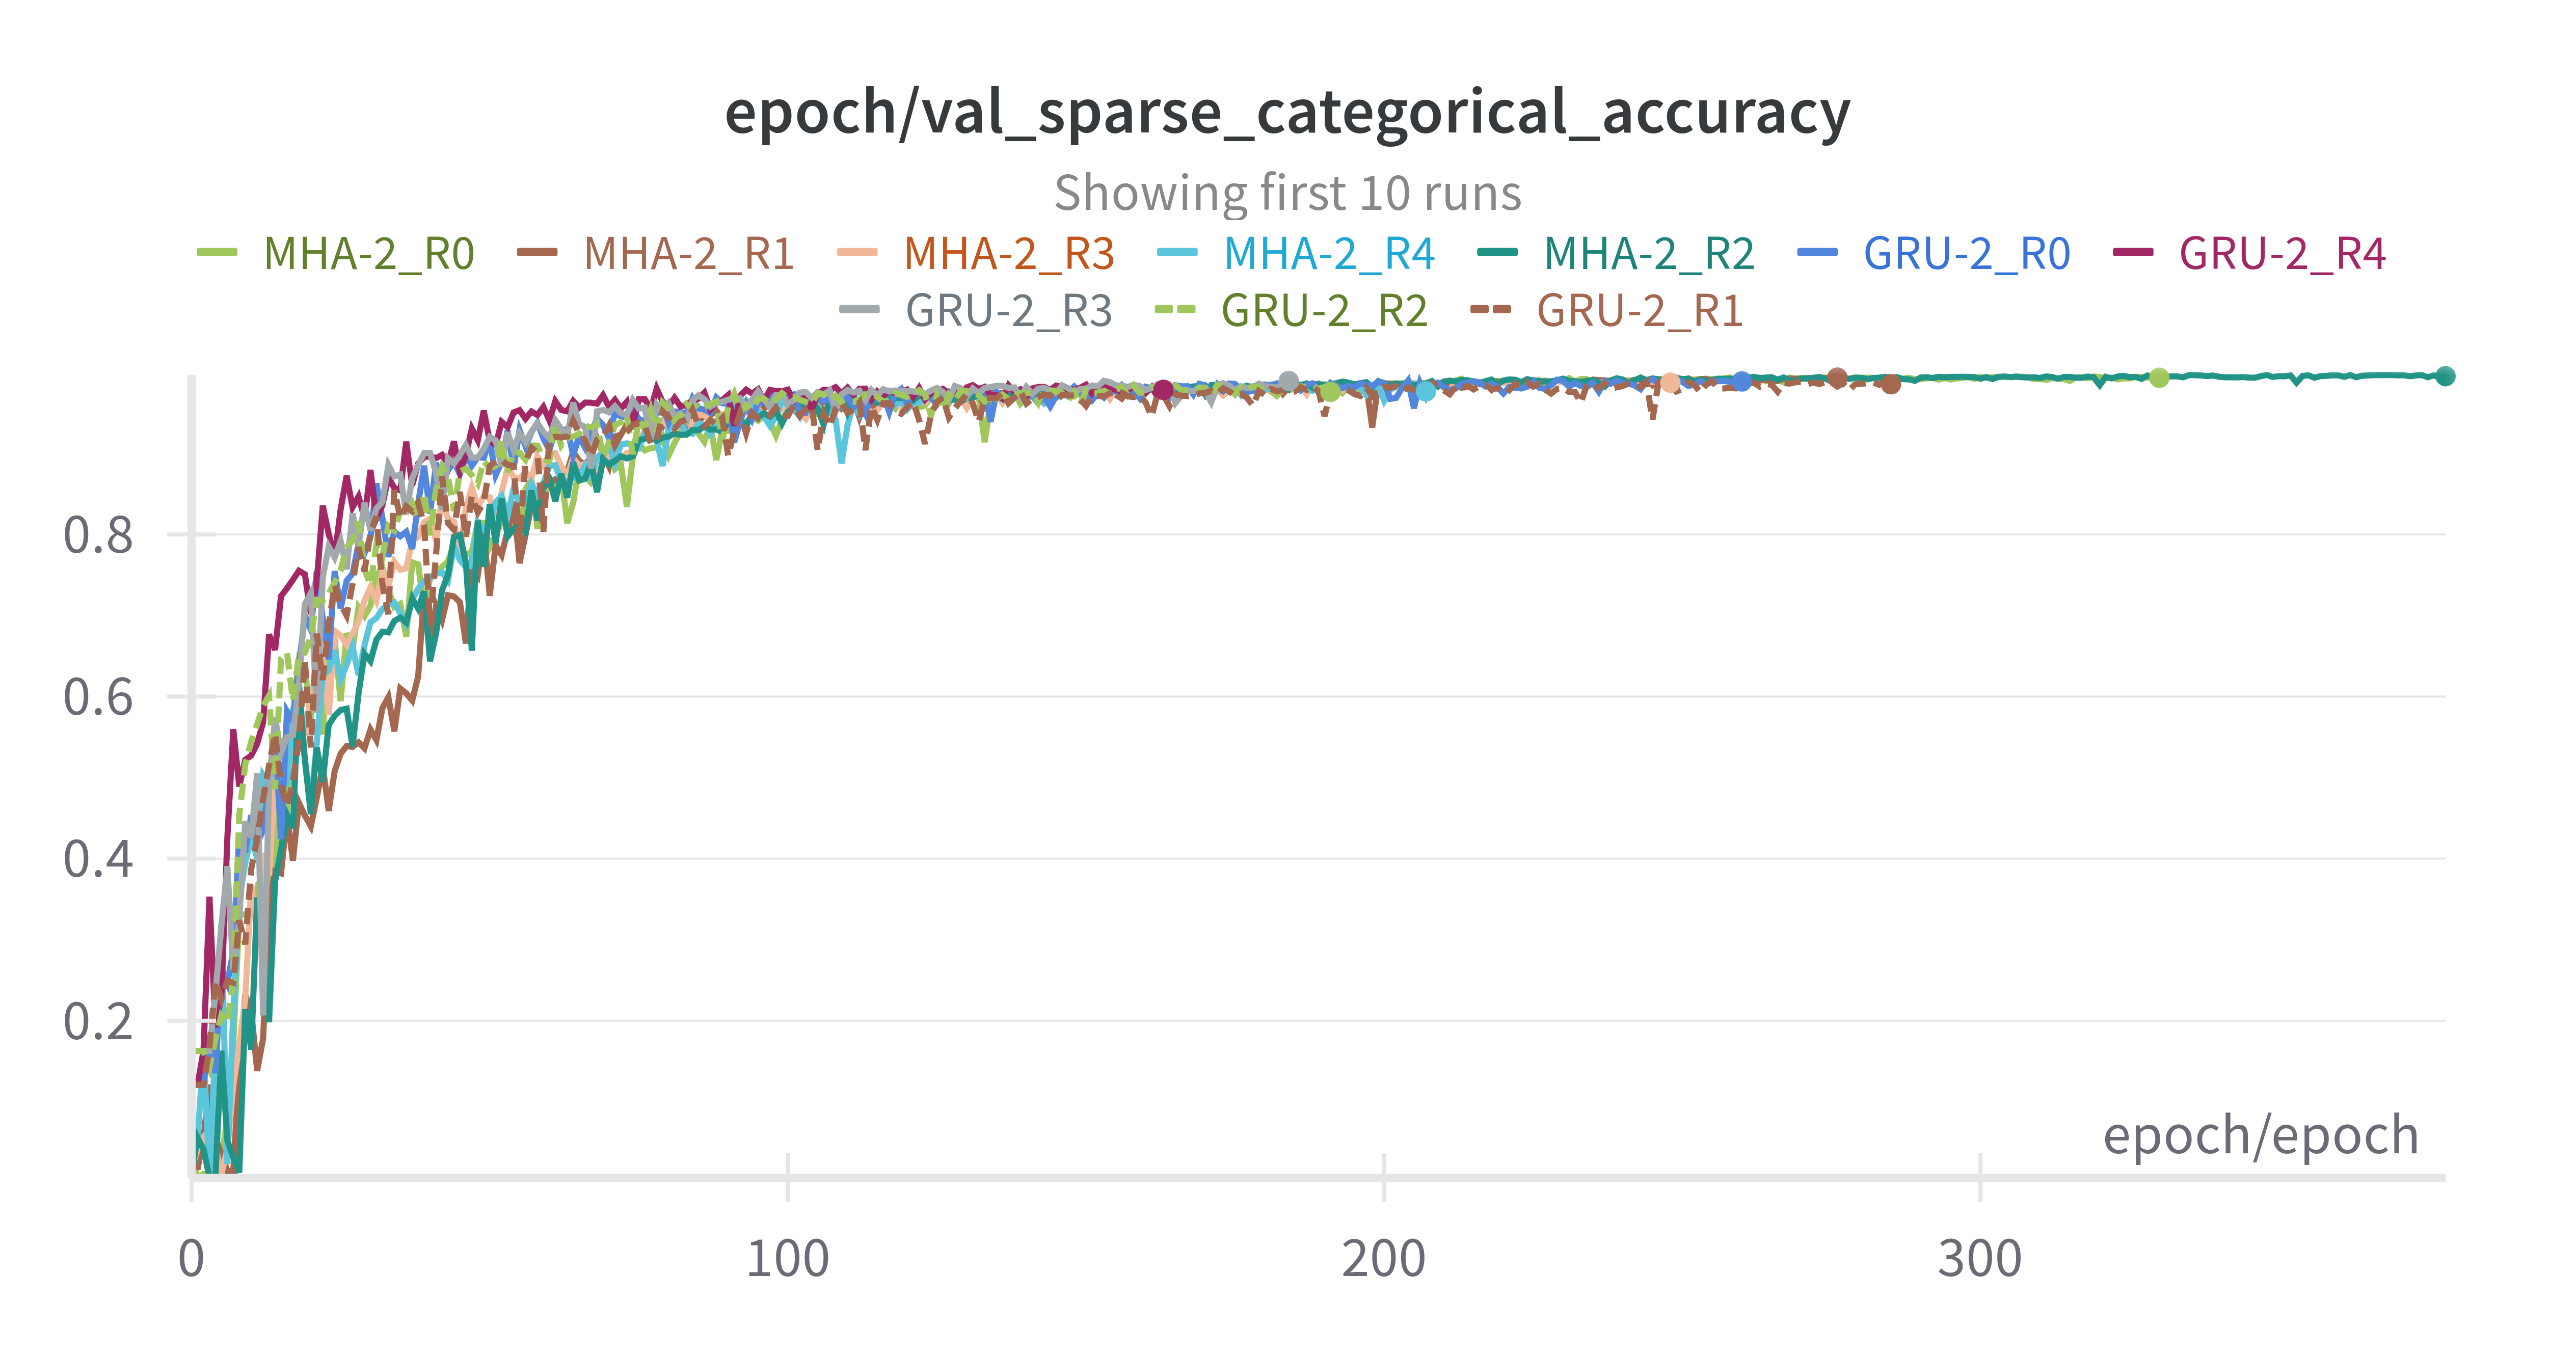 epoch/val_sparse_categorical_accuracy
Showing first 10 runs
MHA-2_R0 MHA-2_R1 MHA-2_R3 MHA-2_R4 MHA-2_R2 GRU-2_R0 GRU-2_R4
GRU-2_R3 GRU-2_R2 GRU-2_R1
0.8
0.6
0.4
0.2
epoch/epoch
0 100 200 300